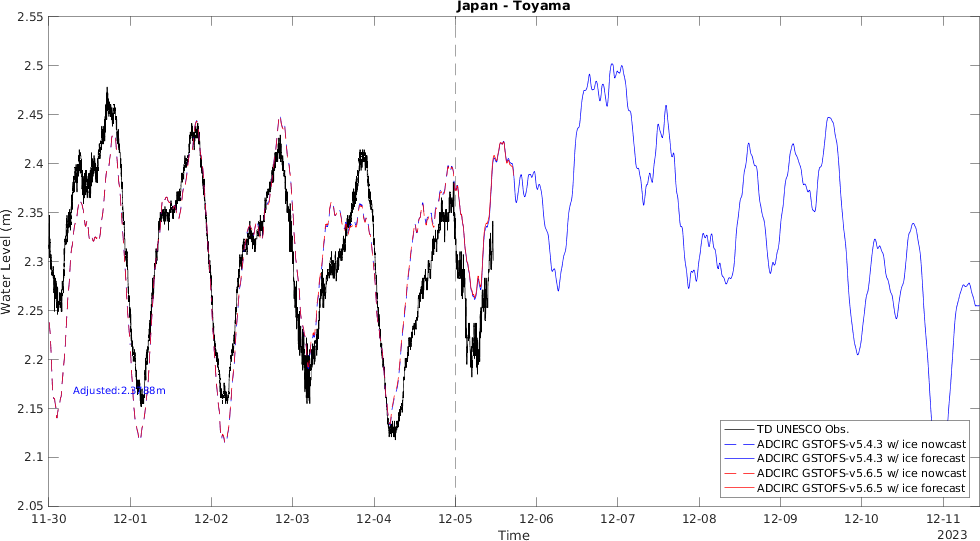 Japan - Toyama
Water Level (m)
2.55
2.5
2.45
2.4
2.35
2.3
2.25
2.2
2.15
2.1
2.05
Adjusted:
TD UNESCO Obs.
ADCIRC GSTOFS-v5.4.3 w/ ice nowcast
ADCIRC GSTOFS-v5.4.3 w/ ice forecast
ADCIRC GSTOFS-v5.6.5 w/ ice nowcast
ADCIRC GSTOFS-v5.6.5 w/ ice forecast
11-30 12-01 12-02 12-03 12-04 12-05 12-06 12-07 12-08 12-09 12-10 12-11
Time
2023